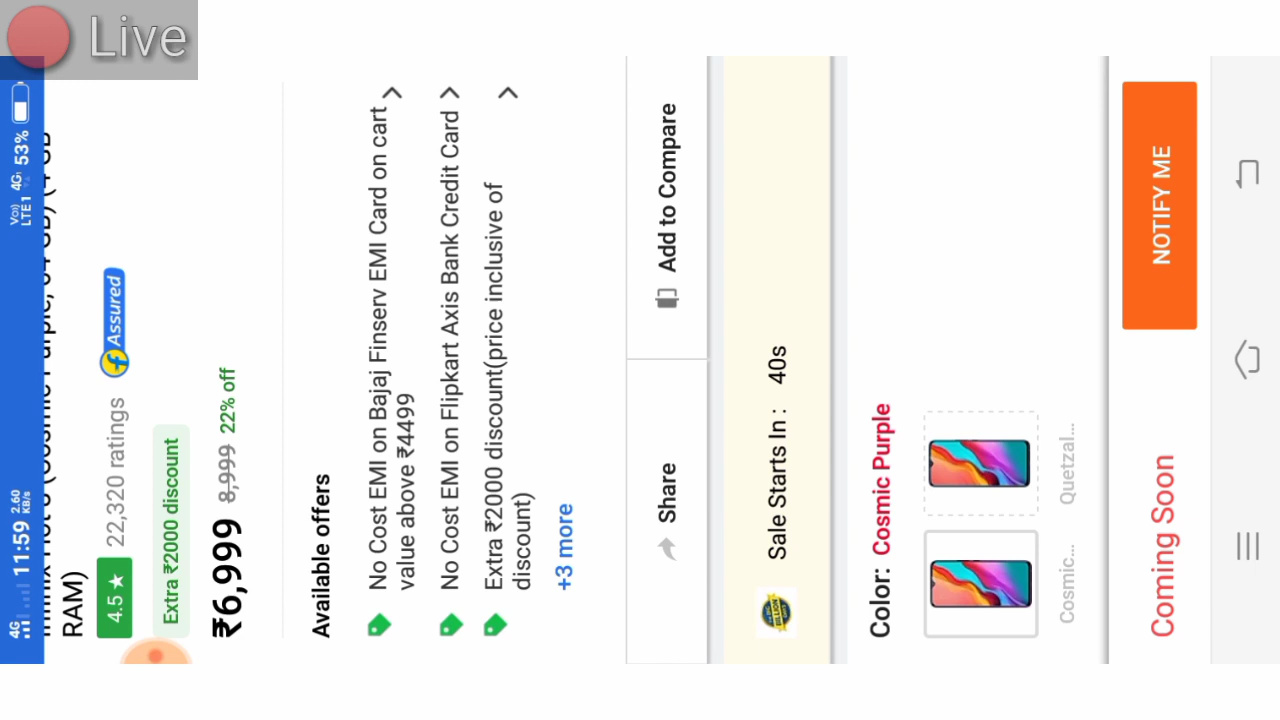 Live
4G 11:59 2.60 KB/s VoD LTE1 4G 53%
RAM)
4.5 ★ 22,320 ratings Assured
Extra ₹2000 discount
₹6,999 8,999 22% off
Available offers
No Cost EMI on Bajaj Finserv EMI Card on cart
value above ₹4499
No Cost EMI on Flipkart Axis Bank Credit Card
Extra ₹2000 discount(price inclusive of
discount)
+3 more
Share Add to Compare
Sale Starts In : 40s
Color: Cosmic Purple
Cosmic... Quetzal...
Coming Soon NOTIFY ME